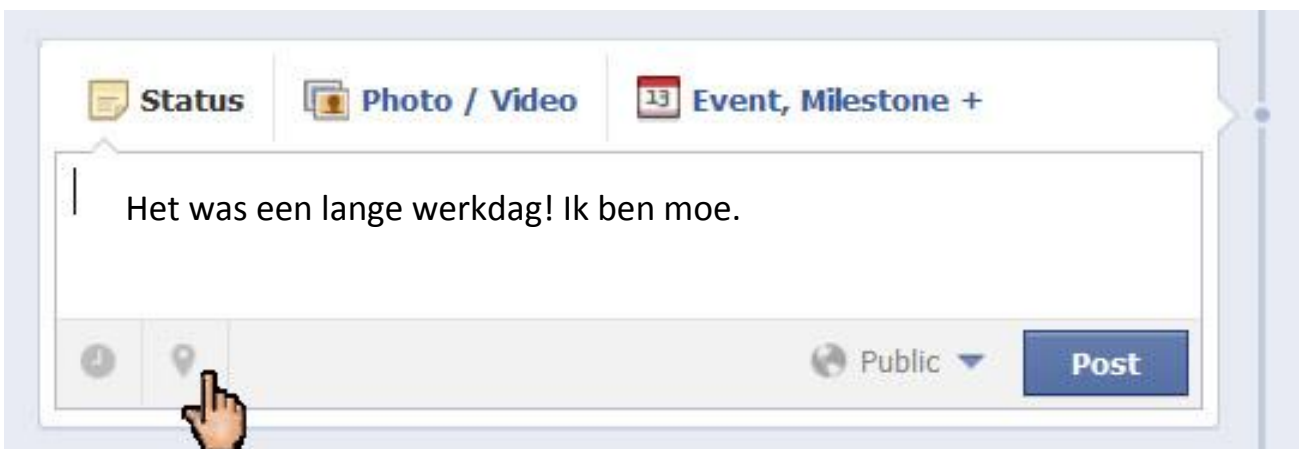 Status Photo / Video 13 Event, Milestone +
Het was een lange werkdag! Ik ben moe.
Public Post